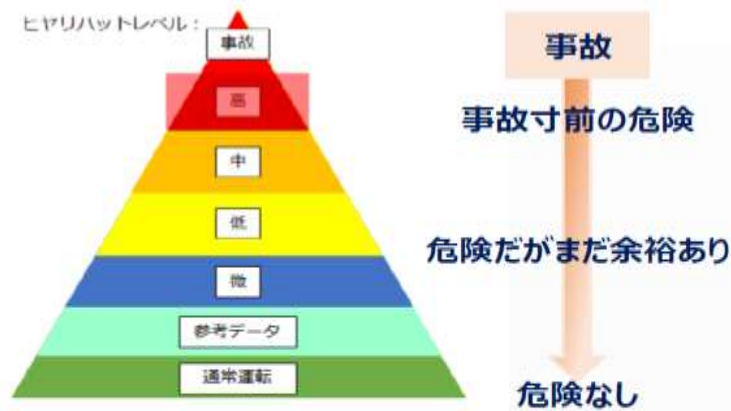 ヒヤリハットレベル：
事故
高
中
低
微
参考データ
通常運転
事故
事故寸前の危険
危険だがまだ余裕あり
危険なし